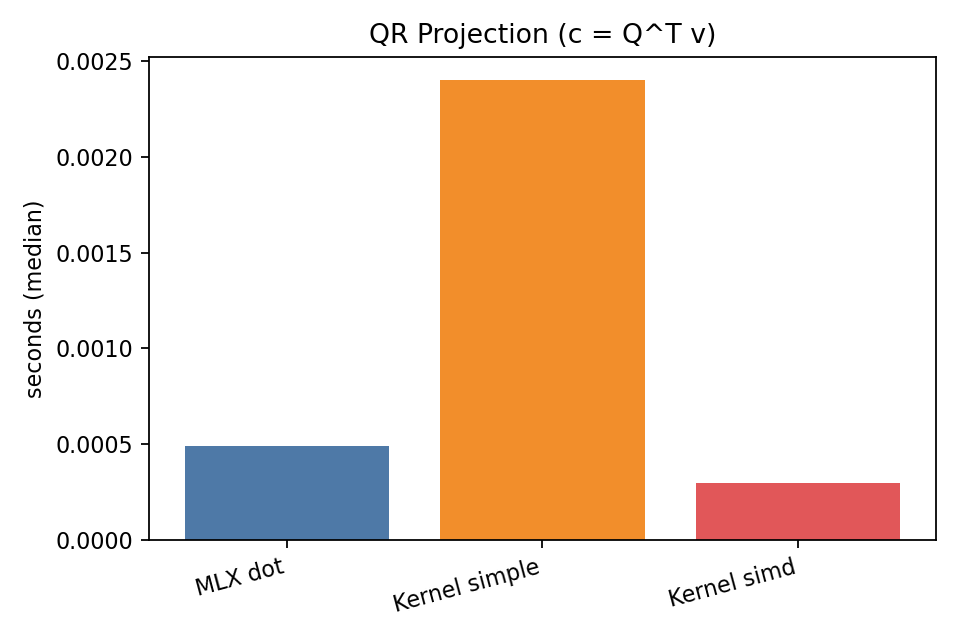 QR Projection (c = Q^T v)
seconds (median)
0.0025
0.0020
0.0015
0.0010
0.0005
0.0000
MLX dot
Kernel simple
Kernel simd